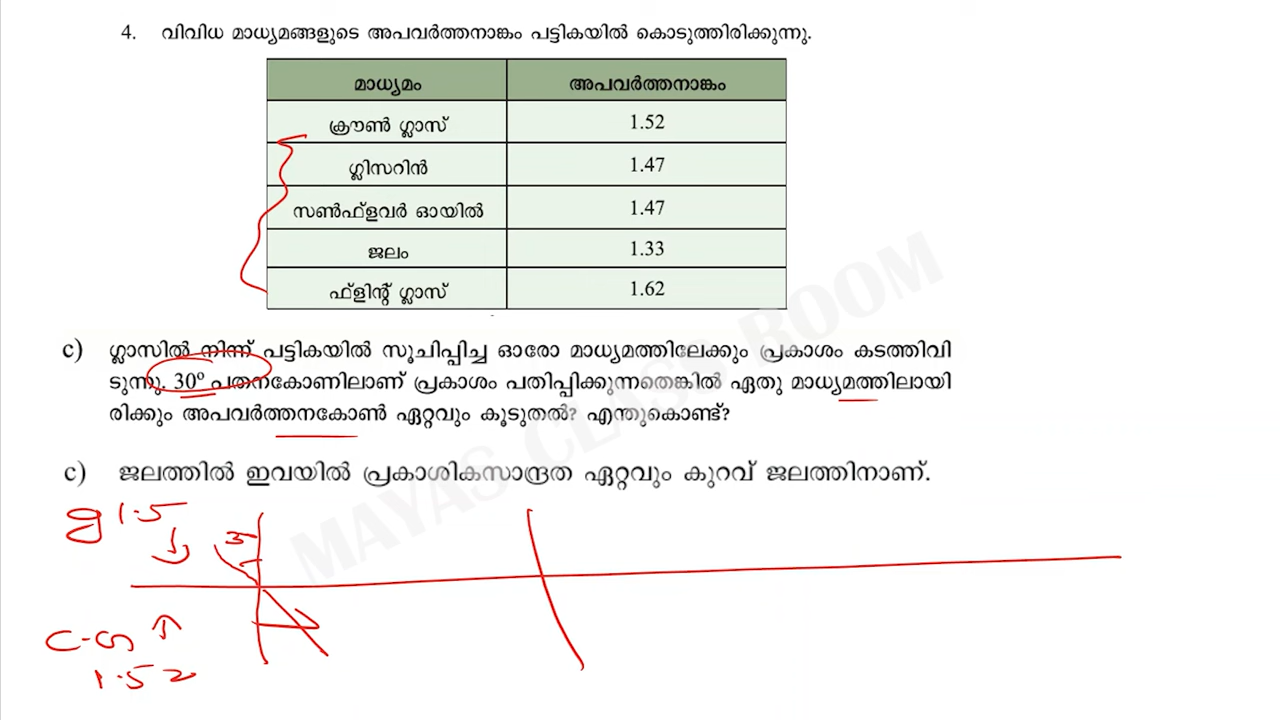 4. വിവിധ മാധ്യമങ്ങളുടെ അപവർത്തനാങ്കം പട്ടികയിൽ കൊടുത്തിരിക്കുന്നു.
മാധ്യമം അപവർത്തനാങ്കം
ക്രൗൺ ഗ്ലാസ് 1.52
ഗ്ലിസറിൻ 1.47
സൺഫ്ളവർ ഓയിൽ 1.47
ജലം 1.33
ഫ്ളിന്റ് ഗ്ലാസ് 1.62
c) ഗ്ലാസിൽ നിന്ന് പട്ടികയിൽ സൂചിപ്പിച്ച ഓരോ മാധ്യമത്തിലേക്കും പ്രകാശം കടത്തിവി
ടുന്നു. 30° പതനകോണിലാണ് പ്രകാശം പതിപ്പിക്കുന്നതെങ്കിൽ ഏതു മാധ്യമത്തിലായി
രിക്കും അപവർത്തനകോൺ ഏറ്റവും കൂടുതൽ? എന്തുകൊണ്ട്?
c) ജലത്തിൽ ഇവയിൽ പ്രകാശികസാന്ദ്രത ഏറ്റവും കുറവ് ജലത്തിനാണ്.
MAYAS CLASS ROOM
1.5
1.52